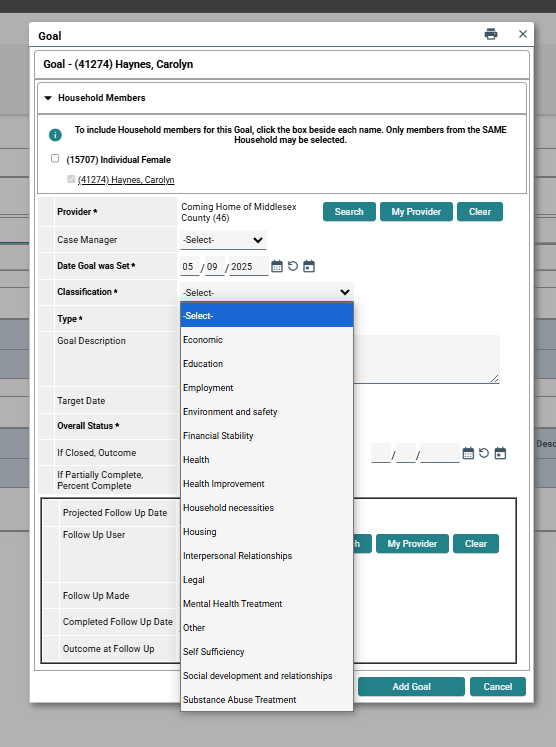 Goal
Goal - (41274) Haynes, Carolyn
Household Members
To include Household members for this Goal, click the box beside each name. Only members from the SAME
Household may be selected.
(15707) Individual Female
(41274) Haynes, Carolyn
Provider *
Coming Home of Middlesex
County (46)
Search
My Provider
Clear
Case Manager
-Select-
Date Goal was Set *
05 / 09 / 2025
Classification *
-Select-
-Select-
Economic
Education
Employment
Environment and safety
Financial Stability
Health
Health Improvement
Household necessities
Housing
Interpersonal Relationships
Legal
Mental Health Treatment
Other
Self Sufficiency
Social development and relationships
Substance Abuse Treatment
Type *
Goal Description
Target Date
Overall Status *
If Closed, Outcome
/ /
If Partially Complete,
Percent Complete
Projected Follow Up Date
Follow Up User
My Provider
Clear
Follow Up Made
Completed Follow Up Date
Outcome at Follow Up
Add Goal
Cancel